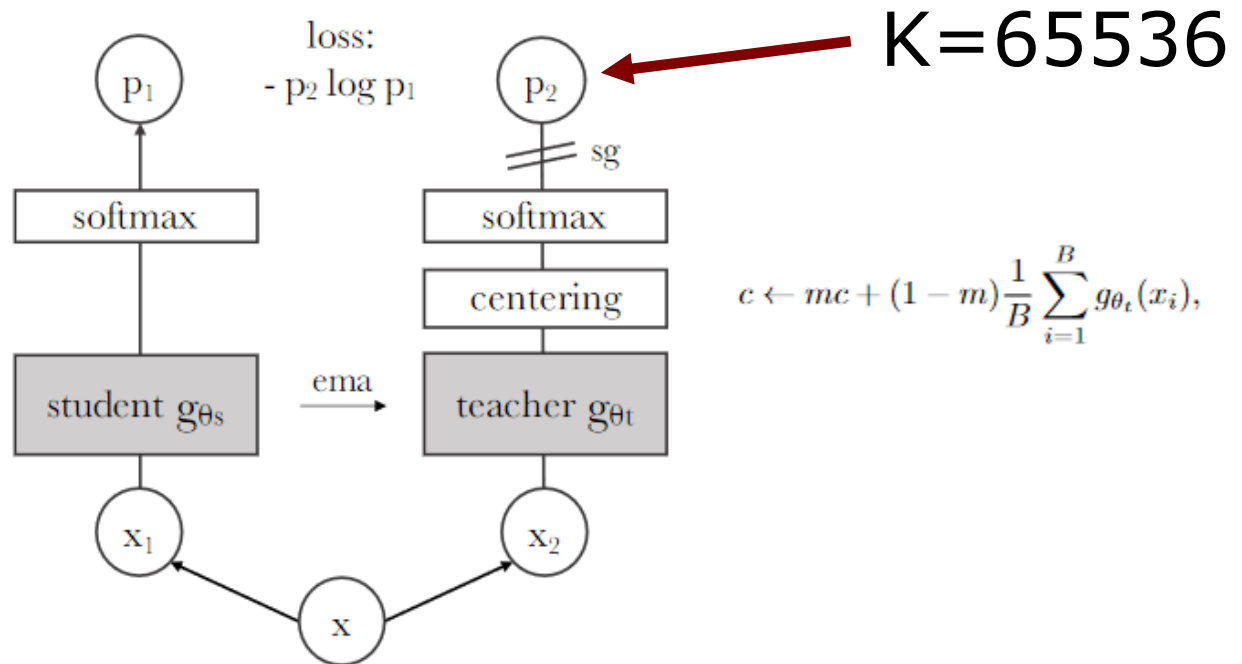 K=65536
loss:
- p₂ log p₁
p₁
p₂
sg
softmax
softmax
centering
c ← mc + (1 − m) 1/B ∑_{i=1}^{B} g_{θ_t}(x_i),
ema
student g_{θs}
teacher g_{θt}
x₁
x₂
x